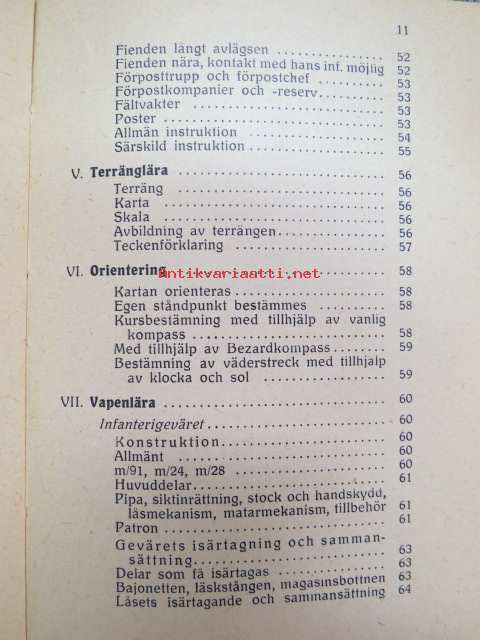 11
Fienden långt avlägsen ................ 52
Fienden nära, kontakt med hans inf. möjlig 52
Förposttrupp och förpostchef ............ 53
Förpostkompanier och -reserv............ 53
Fältvakter ............................ 53
Poster ................................ 53
Allmän instruktion ...................... 54
Särskild instruktion .................... 55
V. Terränglära .......................... 56
Terräng ................................ 56
Karta .................................. 56
Skala .................................. 56
Avbildning av terrängen................ 56
Teckenförklaring ........................ 57
VI. Orientering .......................... 58
Antikvariaatti.net
Kartan orienteras ........................ 58
Egen ståndpunkt bestämmes ............ 58
Kursbestämning med tillhjälp av vanlig
kompass .............................. 58
Med tillhjälp av Bezardkompass.......... 59
Bestämning av väderstreck med tillhjälp
av klocka och sol .................... 59
VII. Vapenlära .............................. 60
Infanterigeväret ........................ 60
Konstruktion............................ 60
Allmänt ................................ 60
m/91, m/24, m/28 ........................ 60
Huvuddelar.............................. 61
Pipa, siktinrättning, stock och handskydd,
låsmekanism, matarmekanism, tillbehör 61
Patron .................................. 61
Gevärets isärtagning och samman-
sättning.............................. 63
Delar som få isärtagas .................. 63
Bajonetten, läskstången, magasinsbottnen 63
Låsets isärtagande och sammansättning 64